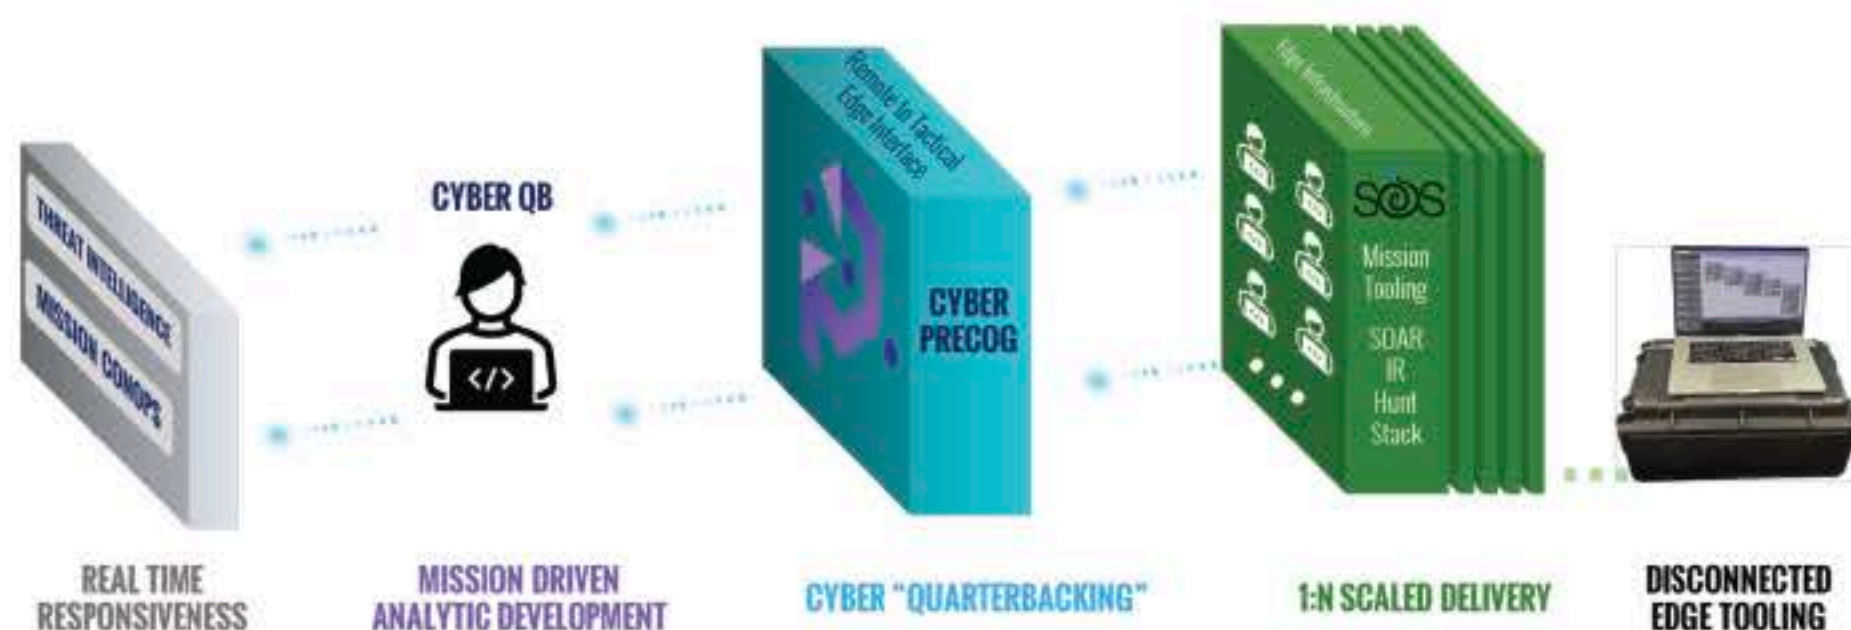 THREAT INTELLIGENCE
MISSION CONOPS
CYBER QB
</>
Remote In Tactical
Edge Interface
CYBER
PRECOG
Edge Infrastructure
SOS
Mission
Tooling
SOAR
IR
Hunt
Stack
REAL TIME
RESPONSIVENESS
MISSION DRIVEN
ANALYTIC DEVELOPMENT
CYBER “QUARTERBACKING”
1:N SCALED DELIVERY
DISCONNECTED
EDGE TOOLING